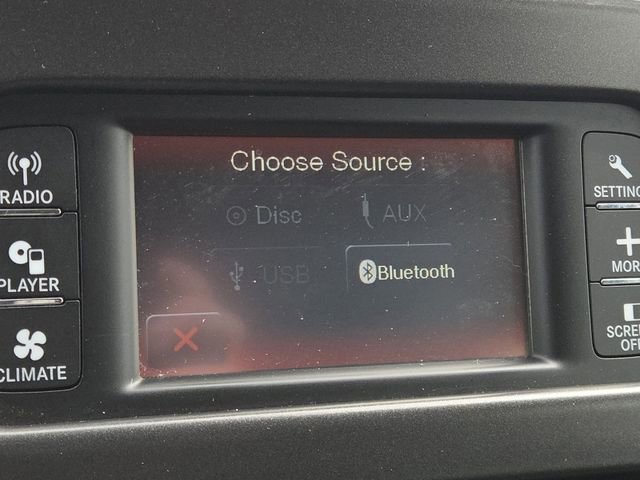 Choose Source :
RADIO
Disc
AUX
SETTING
PLAYER
USB
Bluetooth
MORE
CLIMATE
SCREEN
OFF